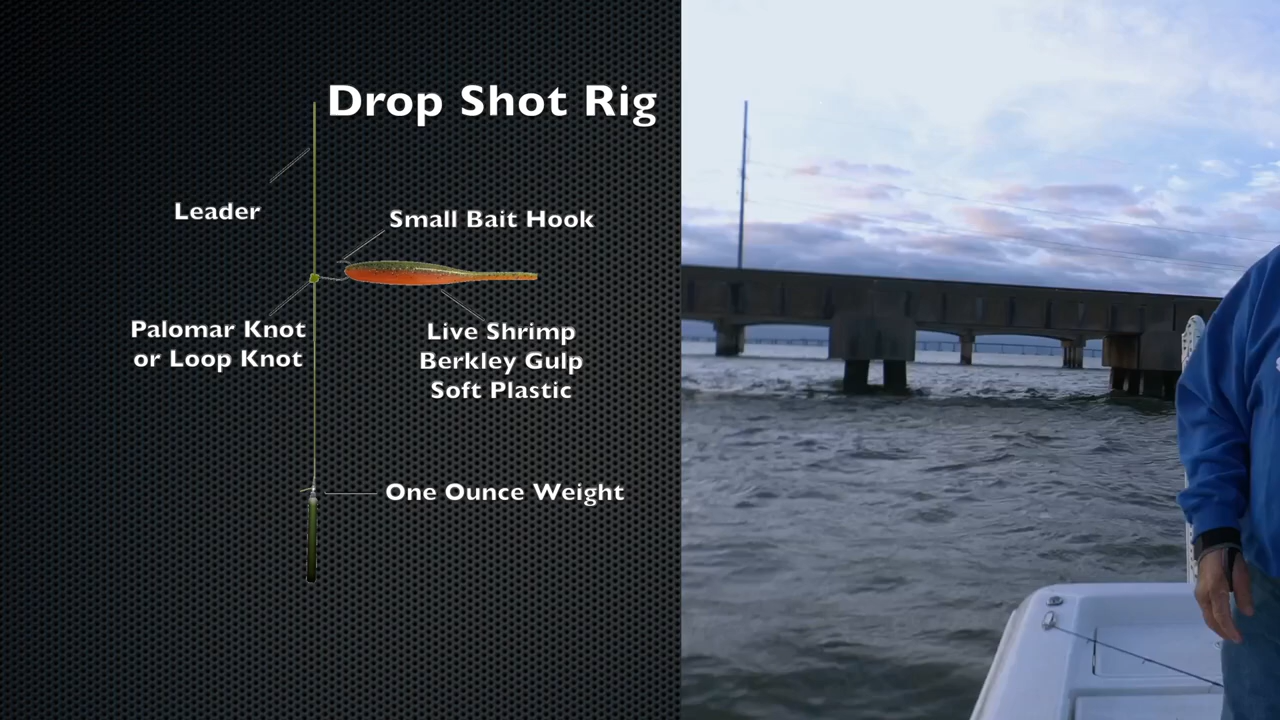 Drop Shot Rig
Leader
Small Bait Hook
Palomar Knot
or Loop Knot
Live Shrimp
Berkley Gulp
Soft Plastic
One Ounce Weight